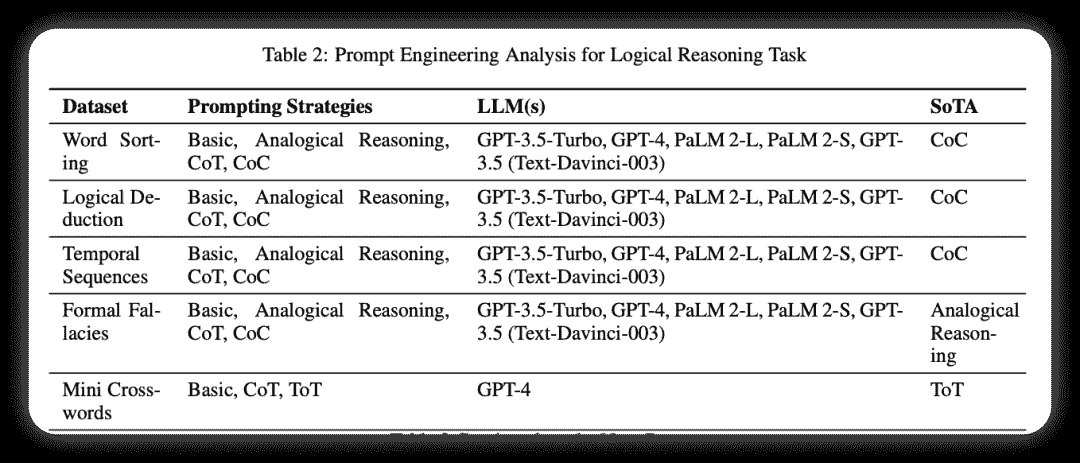 Table 2: Prompt Engineering Analysis for Logical Reasoning Task
Dataset Prompting Strategies LLM(s) SoTA
Word Sort- Basic, Analogical Reasoning, GPT-3.5-Turbo, GPT-4, PaLM 2-L, PaLM 2-S, GPT- CoC
ing CoT, CoC 3.5 (Text-Davinci-003)
Logical De- Basic, Analogical Reasoning, GPT-3.5-Turbo, GPT-4, PaLM 2-L, PaLM 2-S, GPT- CoC
duction CoT, CoC 3.5 (Text-Davinci-003)
Temporal Basic, Analogical Reasoning, GPT-3.5-Turbo, GPT-4, PaLM 2-L, PaLM 2-S, GPT- CoC
Sequences CoT, CoC 3.5 (Text-Davinci-003)
Formal Fal- Basic, Analogical Reasoning, GPT-3.5-Turbo, GPT-4, PaLM 2-L, PaLM 2-S, GPT- Analogical
lacies CoT, CoC 3.5 (Text-Davinci-003) Reason-
ing
Mini Cross- Basic, CoT, ToT GPT-4 ToT
words